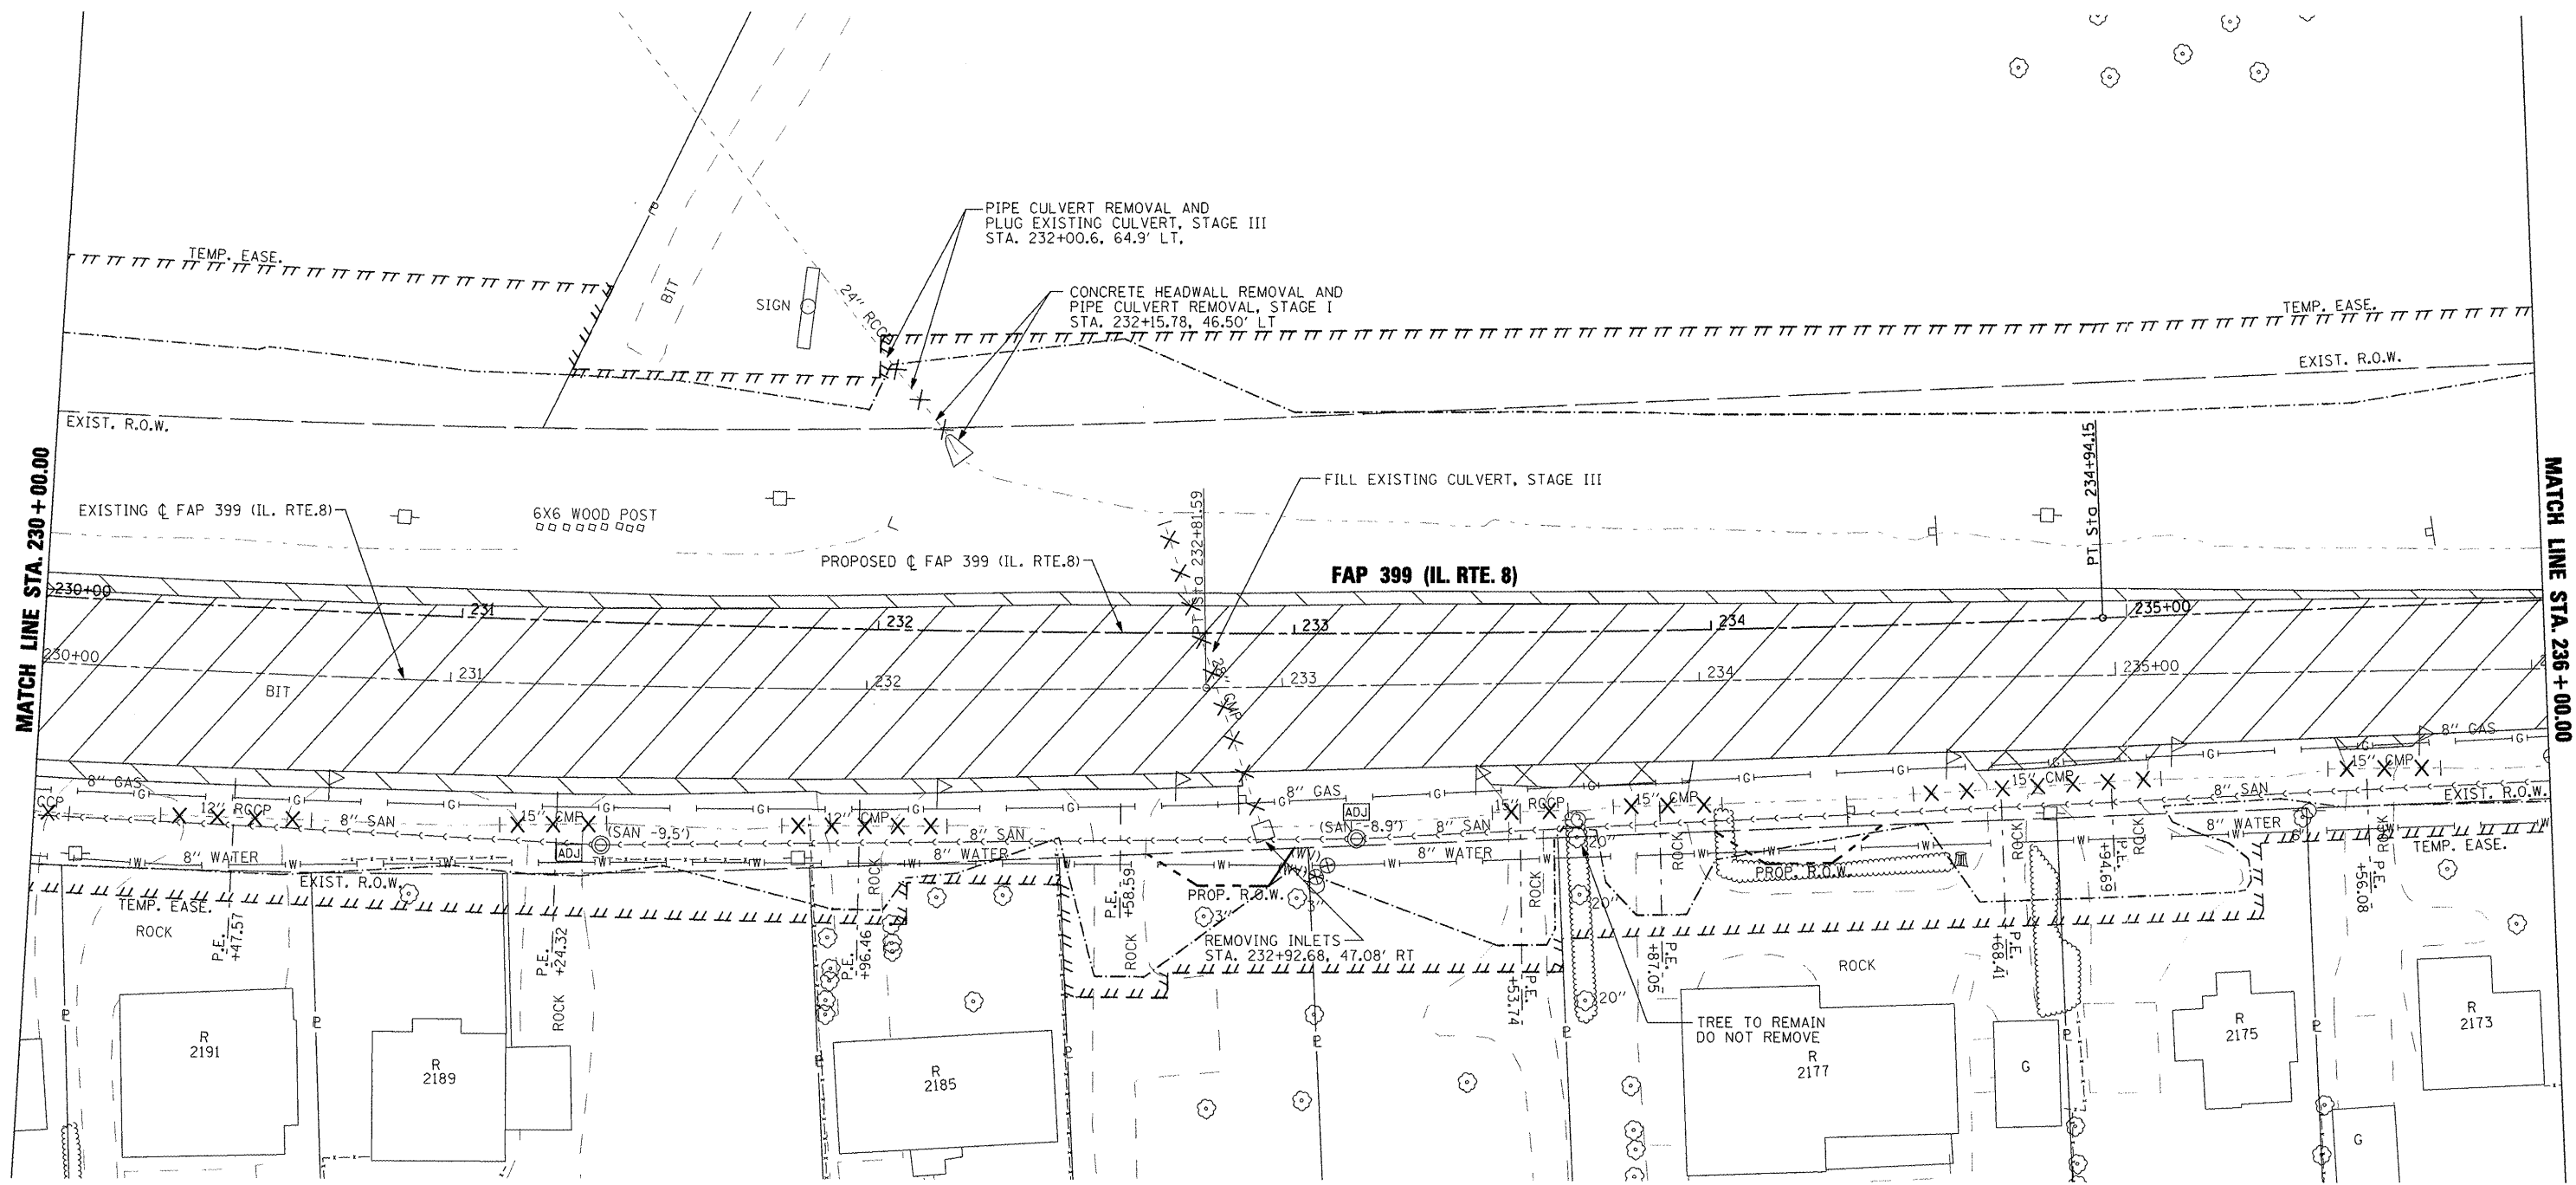 PIPE CULVERT REMOVAL AND
PLUG EXISTING CULVERT, STAGE III
STA. 232+00.6, 64.9' LT.
TEMP. EASE.
BIT
SIGN
24" RCCP
CONCRETE HEADWALL REMOVAL AND
PIPE CULVERT REMOVAL, STAGE I
STA. 232+15.78, 46.50' LT
TEMP. EASE.
EXIST. R.O.W.
EXIST. R.O.W.
MATCH LINE STA. 230+00.00
MATCH LINE STA. 236+00.00
PT Sta 234+94.15
PT Sta 232+81.59
FILL EXISTING CULVERT, STAGE III
EXISTING ℄ FAP 399 (IL. RTE.8)
6X6 WOOD POST
PROPOSED ℄ FAP 399 (IL. RTE.8)
FAP 399 (IL. RTE. 8)
230+00
231
232
233
234
235+00
230+00
231
232
233
234
235+00
BIT
CMP
8" GAS
8" GAS
8" GAS
CCP
12" RCCP
15" CMP
12" CMP
15" RCCP
15" CMP
15" CMP
15" CMP
8" SAN
(SAN -9.5')
8" SAN
(SAN -8.9')
8" SAN
8" SAN
ADJ
ADJ
8" WATER
8" WATER
8" WATER
8" WATER
EXIST. R.O.W.
EXIST. R.O.W.
TEMP. EASE.
TEMP. EASE.
PROP. R.O.W.
PROP. R.O.W.
6"
3"
3"
20"
20"
20"
ROCK
ROCK
ROCK
ROCK
ROCK
ROCK
ROCK
ROCK
ROCK
ROCK
P.E.
+47.57
P.E.
+24.32
P.E.
+96.46
P.E.
+58.59
P.E.
+53.74
P.E.
+87.05
P.E.
+68.41
P.E.
+94.69
P.E.
+56.08
REMOVING INLETS
STA. 232+92.68, 47.08' RT
TREE TO REMAIN
DO NOT REMOVE
R
2191
R
2189
R
2185
R
2177
G
R
2175
R
2173
G